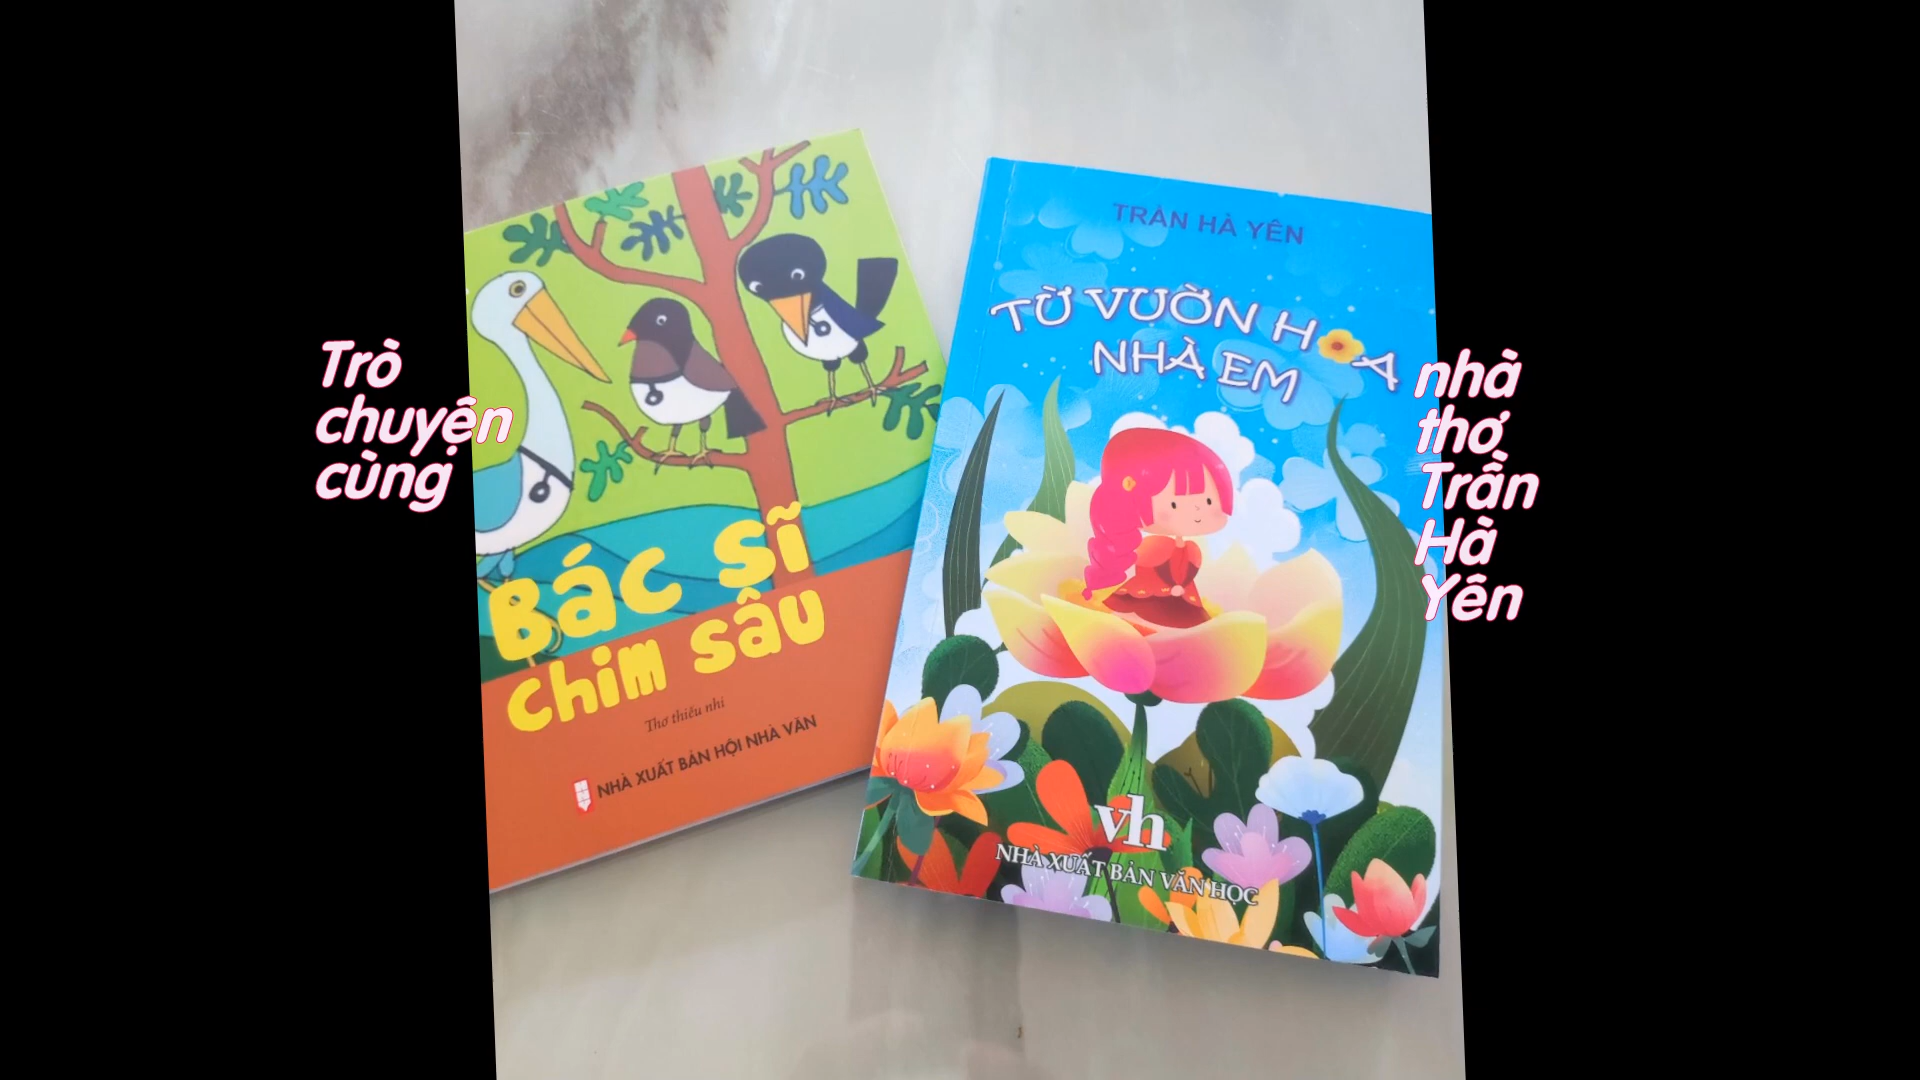 Trò
chuyện
cùng
nhà
thơ
Trần
Hà
Yên
Bác sĩ
chim sâu
Thơ thiếu nhi
NHÀ XUẤT BẢN HỘI NHÀ VĂN
TRẦN HÀ YÊN
TỪ VƯỜN HOA
NHÀ EM
vh
NHÀ XUẤT BẢN VĂN HỌC